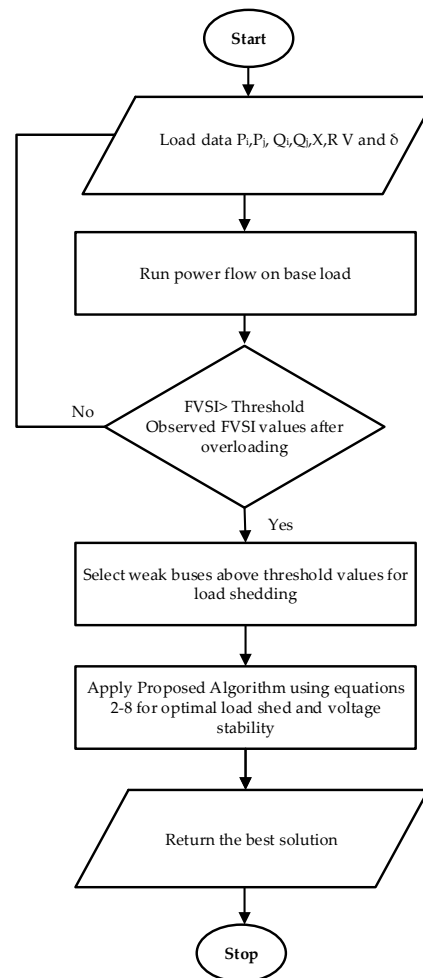 Start
Load data Pᵢ,Pⱼ, Qᵢ,Qⱼ,X,R V and δ
Run power flow on base load
FVSI> Threshold
Observed FVSI values after
overloading
No
Yes
Select weak buses above threshold values for
load shedding
Apply Proposed Algorithm using equations
2-8 for optimal load shed and voltage
stability
Return the best solution
Stop